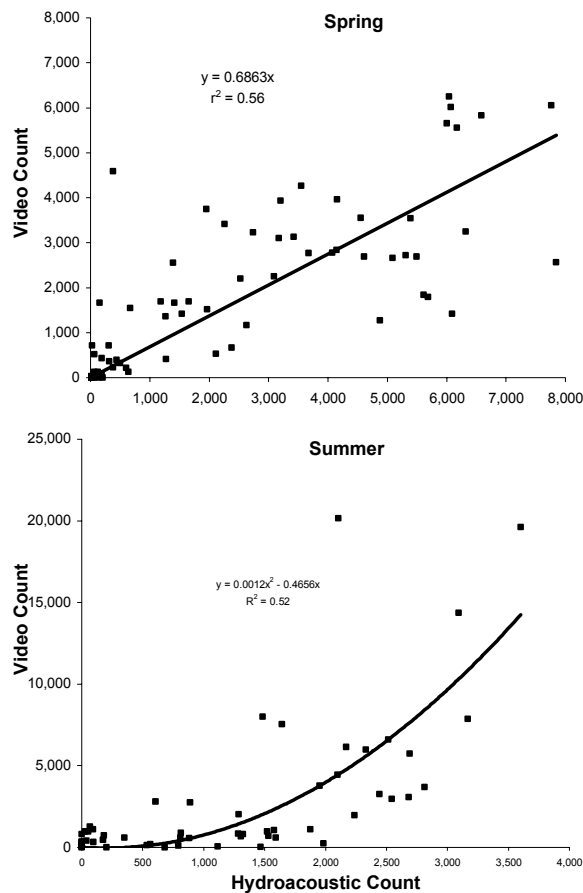 Spring
y = 0.6863x
r² = 0.56
Video Count
8,000
7,000
6,000
5,000
4,000
3,000
2,000
1,000
0
0 1,000 2,000 3,000 4,000 5,000 6,000 7,000 8,000
Summer
y = 0.0012x² - 0.4656x
R² = 0.52
Video Count
25,000
20,000
15,000
10,000
5,000
0
0 500 1,000 1,500 2,000 2,500 3,000 3,500 4,000
Hydroacoustic Count